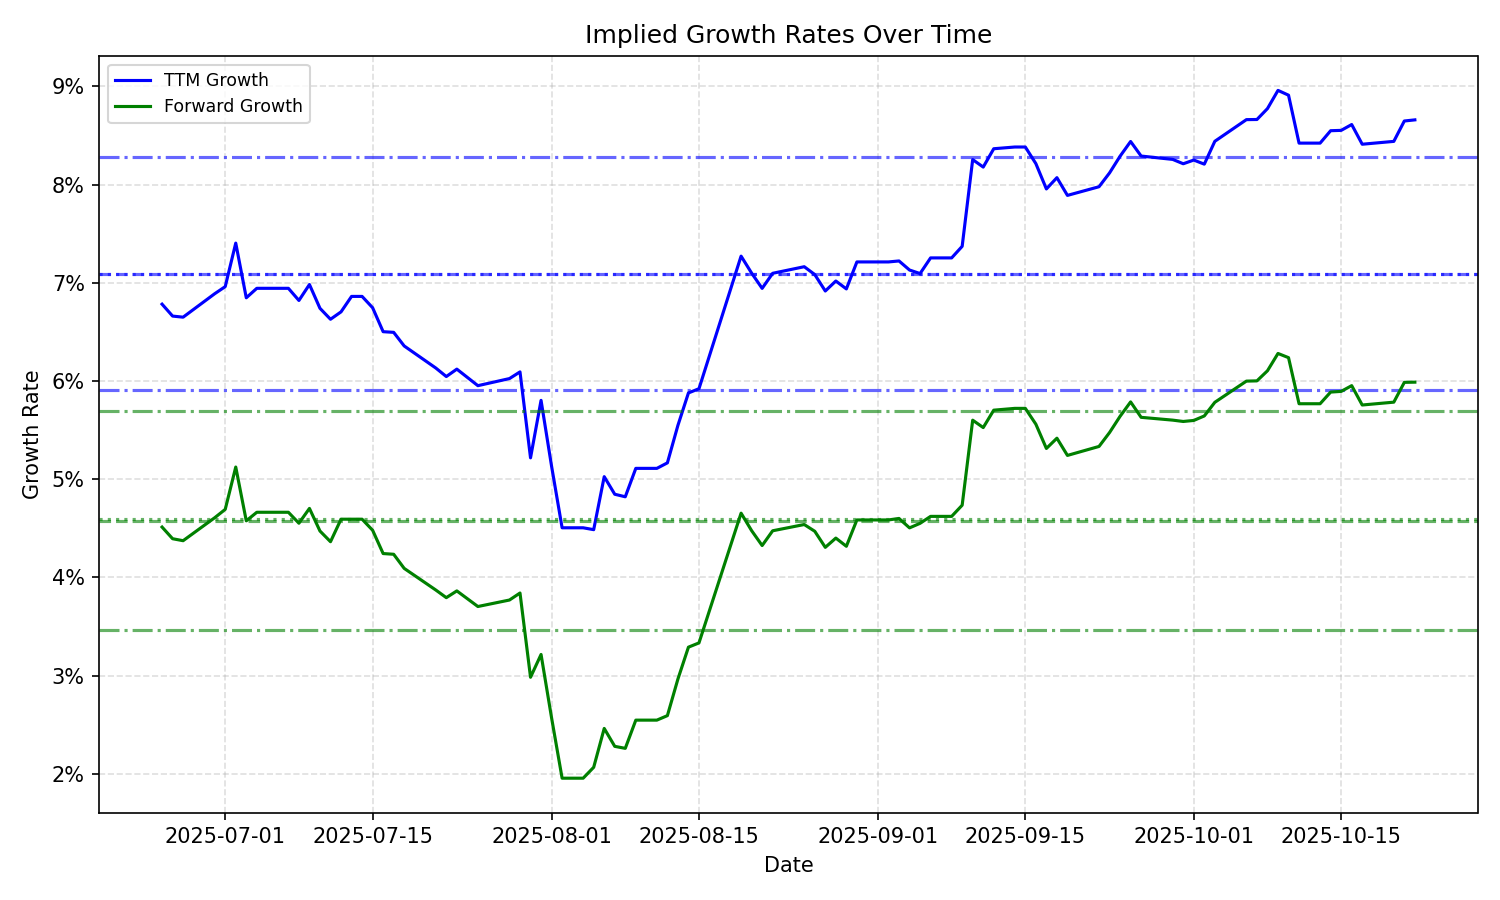 Implied Growth Rates Over Time
TTM Growth
Forward Growth
9%
8%
7%
6%
5%
4%
3%
2%
Growth Rate
2025-07-01 2025-07-15 2025-08-01 2025-08-15 2025-09-01 2025-09-15 2025-10-01 2025-10-15
Date